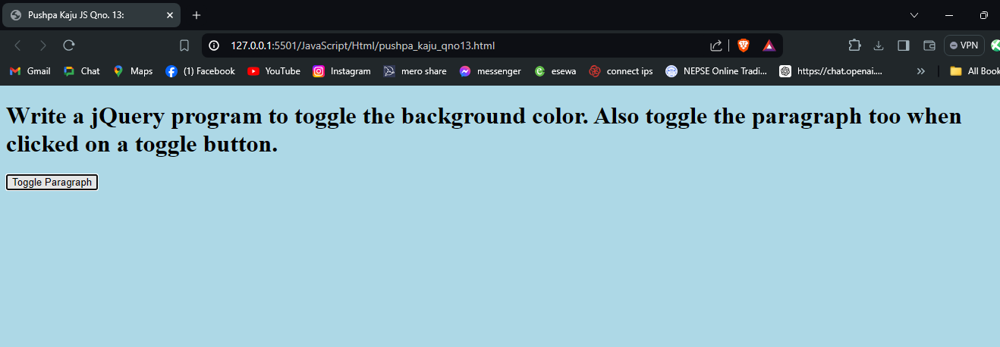 Pushpa Kaju JS Qno. 13:
127.0.0.1:5501/JavaScript/Html/pushpa_kaju_qno13.html
VPN
Gmail Chat Maps (1) Facebook YouTube Instagram mero share messenger esewa connect ips NEPSE Online Tradi... https://chat.openai.... » All Book
Write a jQuery program to toggle the background color. Also toggle the paragraph too when
clicked on a toggle button.
Toggle Paragraph